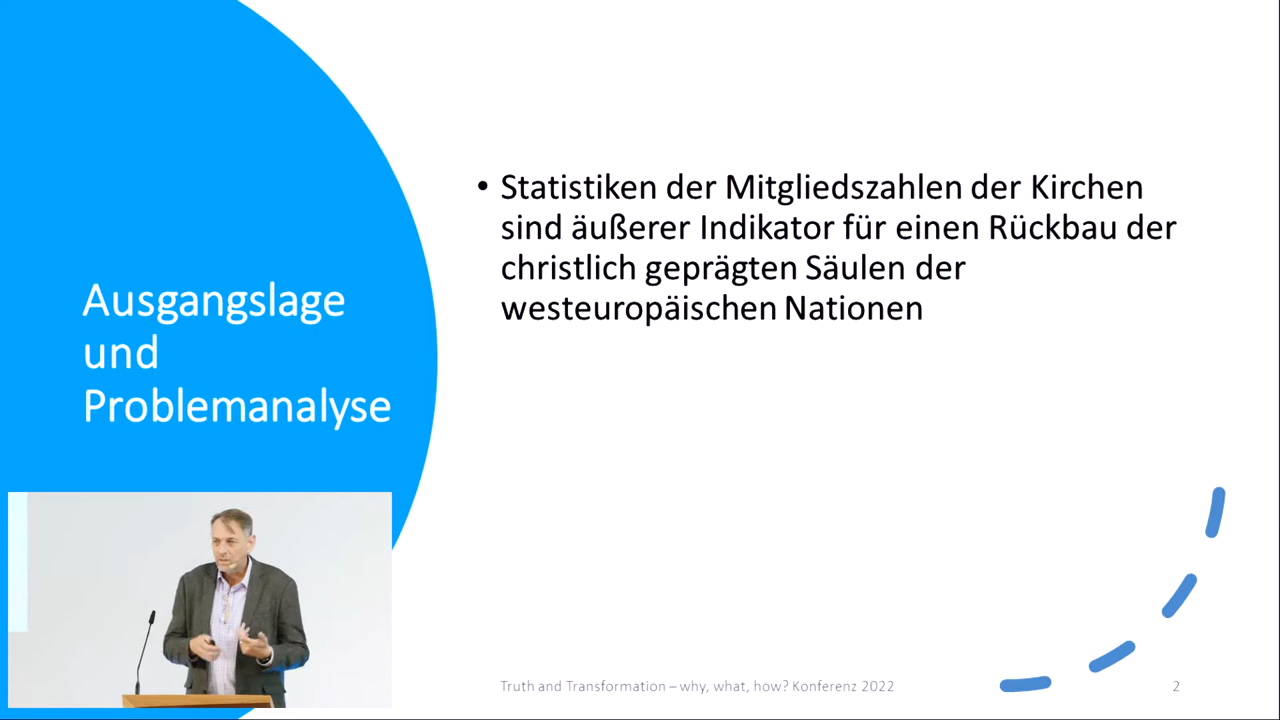 Ausgangslage
und
Problemanalyse
• Statistiken der Mitgliedszahlen der Kirchen
sind äußerer Indikator für einen Rückbau der
christlich geprägten Säulen der
westeuropäischen Nationen
Truth and Transformation – why, what, how? Konferenz 2022
2